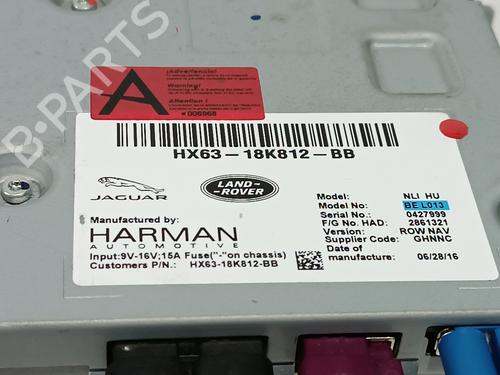 ¡Advertencia!
Warning!
Attention !
A
006968
HX63-18K812-BB
JAGUAR
LAND-
ROVER
Manufactured by:
HARMAN
AUTOMOTIVE
Input:9V-16V;15A Fuse("-"on chassis)
Customers P/N.: HX63-18K812-BB
Model: NLI HU
Model No: BE L013
Serial No.: 0427999
F/G No. HAD: 2861321
Version: ROW NAV
Supplier Code: GHNNC
Date of
manufacture: 06/28/16
B-PARTS